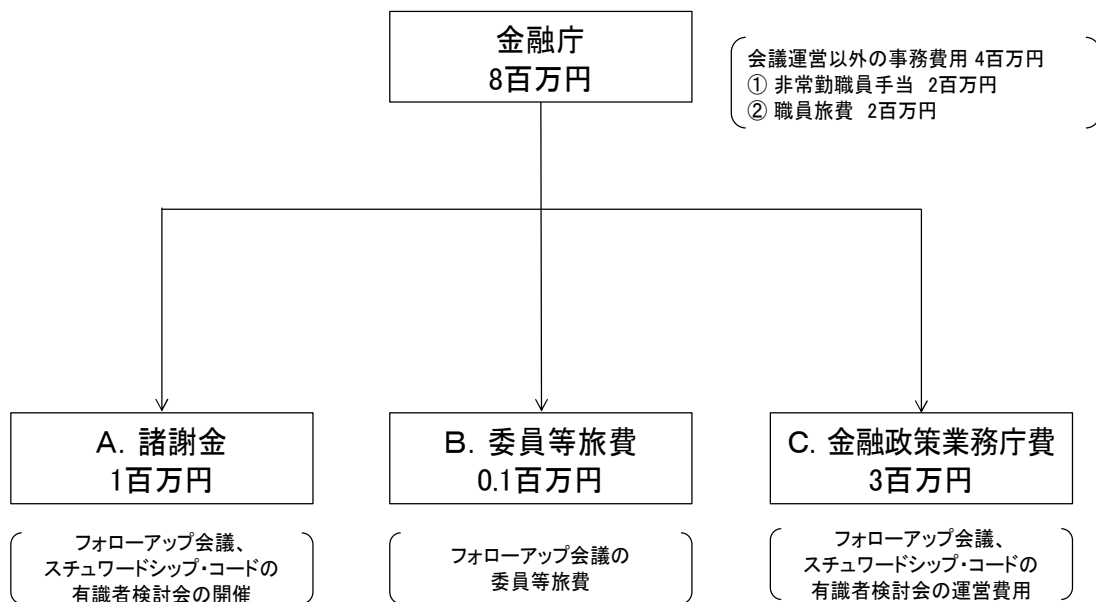 金融庁
8百万円
会議運営以外の事務費用 4百万円
① 非常勤職員手当 2百万円
② 職員旅費 2百万円
A. 諸謝金
1百万円
B. 委員等旅費
0.1百万円
C. 金融政策業務庁費
3百万円
フォローアップ会議、
スチュワードシップ・コードの
有識者検討会の開催
フォローアップ会議の
委員等旅費
フォローアップ会議、
スチュワードシップ・コードの
有識者検討会の運営費用